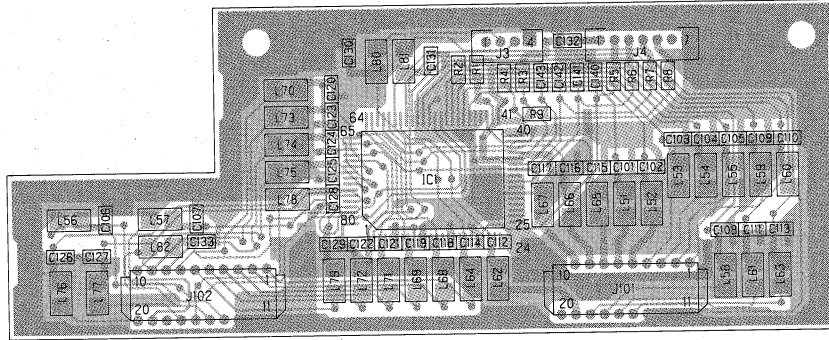 C130 L80 L81 C131 J3 4 C132 1 J4 7
R2 R1 R4 R3 C143 C142 C141 C140 R5 R6 R7 R8
L70 C120
L73 C123
64 41 R9
65 40
L74 C124
C103 C104 C105 C109 C110
L75 C125
IC1
C117 C116 C115 C101 C102
L53 L54 L55 L59 L60
L78 C128
L67 L66 L65 L51 L52
L56 C106 L57 C107
80 25
L82 C133
C129 C122 C121 C119 C118 C114 C112 24
C108 C111 C113
C126 C127
L76 L77
10 1
J102
20 11
L79 L72 L71 L69 L68 L64 L62
10 1
J101
20 11
L58 L61 L63